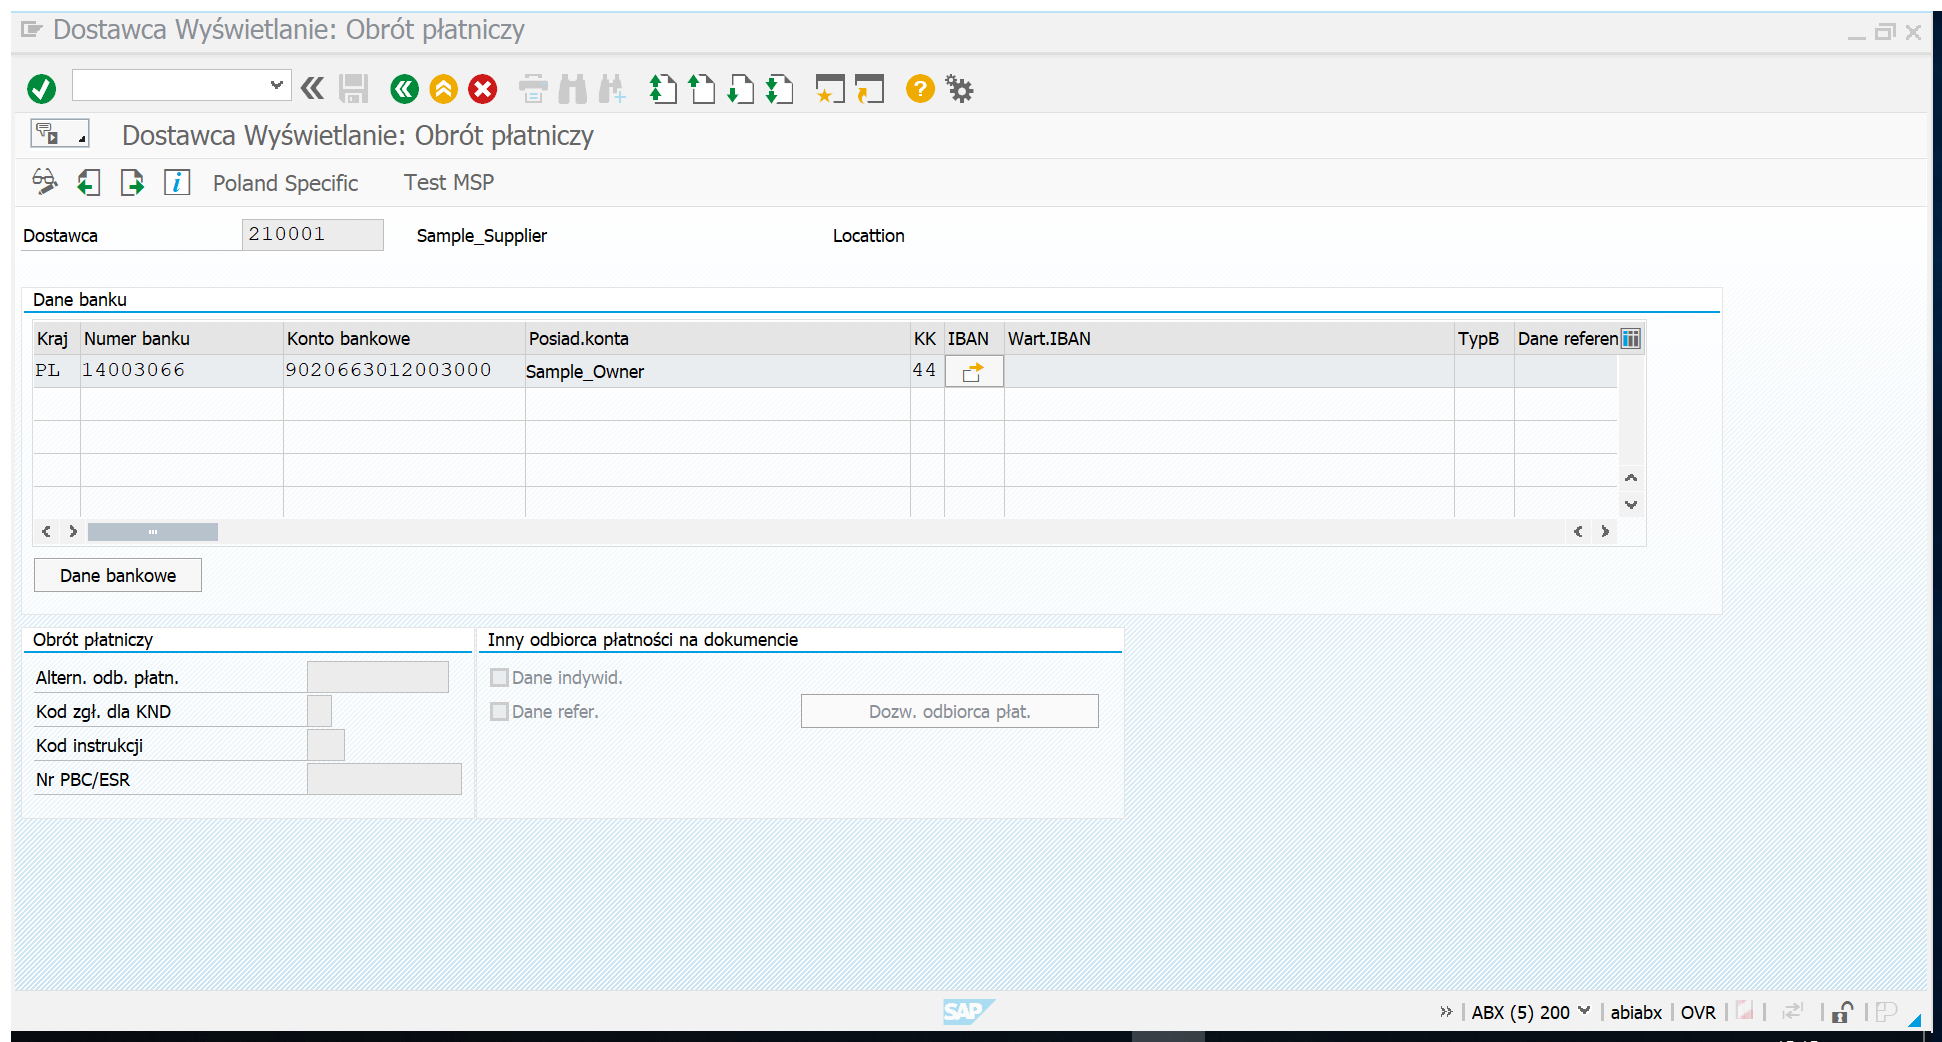 Dostawca Wyświetlanie: Obrót płatniczy
Dostawca Wyświetlanie: Obrót płatniczy
Poland Specific Test MSP
Dostawca 210001 Sample_Supplier Locattion
Dane banku
Kraj Numer banku Konto bankowe Posiad.konta KK IBAN Wart.IBAN TypB Dane referen
PL 14003066 9020663012003000 Sample_Owner 44
Dane bankowe
Obrót płatniczy Inny odbiorca płatności na dokumencie
Altern. odb. płatn. Dane indywid.
Kod zgł. dla KND Dane refer. Dozw. odbiorca płat.
Kod instrukcji
Nr PBC/ESR
SAP ABX (5) 200 abiabx OVR